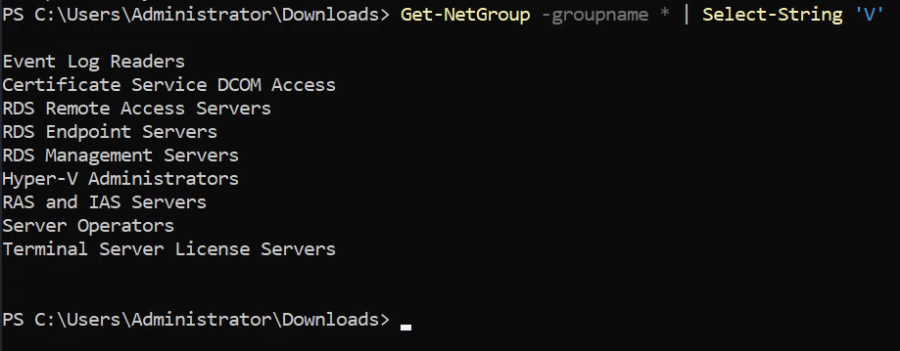 PS C:\Users\Administrator\Downloads> Get-NetGroup -groupname * | Select-String 'V'
Event Log Readers
Certificate Service DCOM Access
RDS Remote Access Servers
RDS Endpoint Servers
RDS Management Servers
Hyper-V Administrators
RAS and IAS Servers
Server Operators
Terminal Server License Servers
PS C:\Users\Administrator\Downloads>